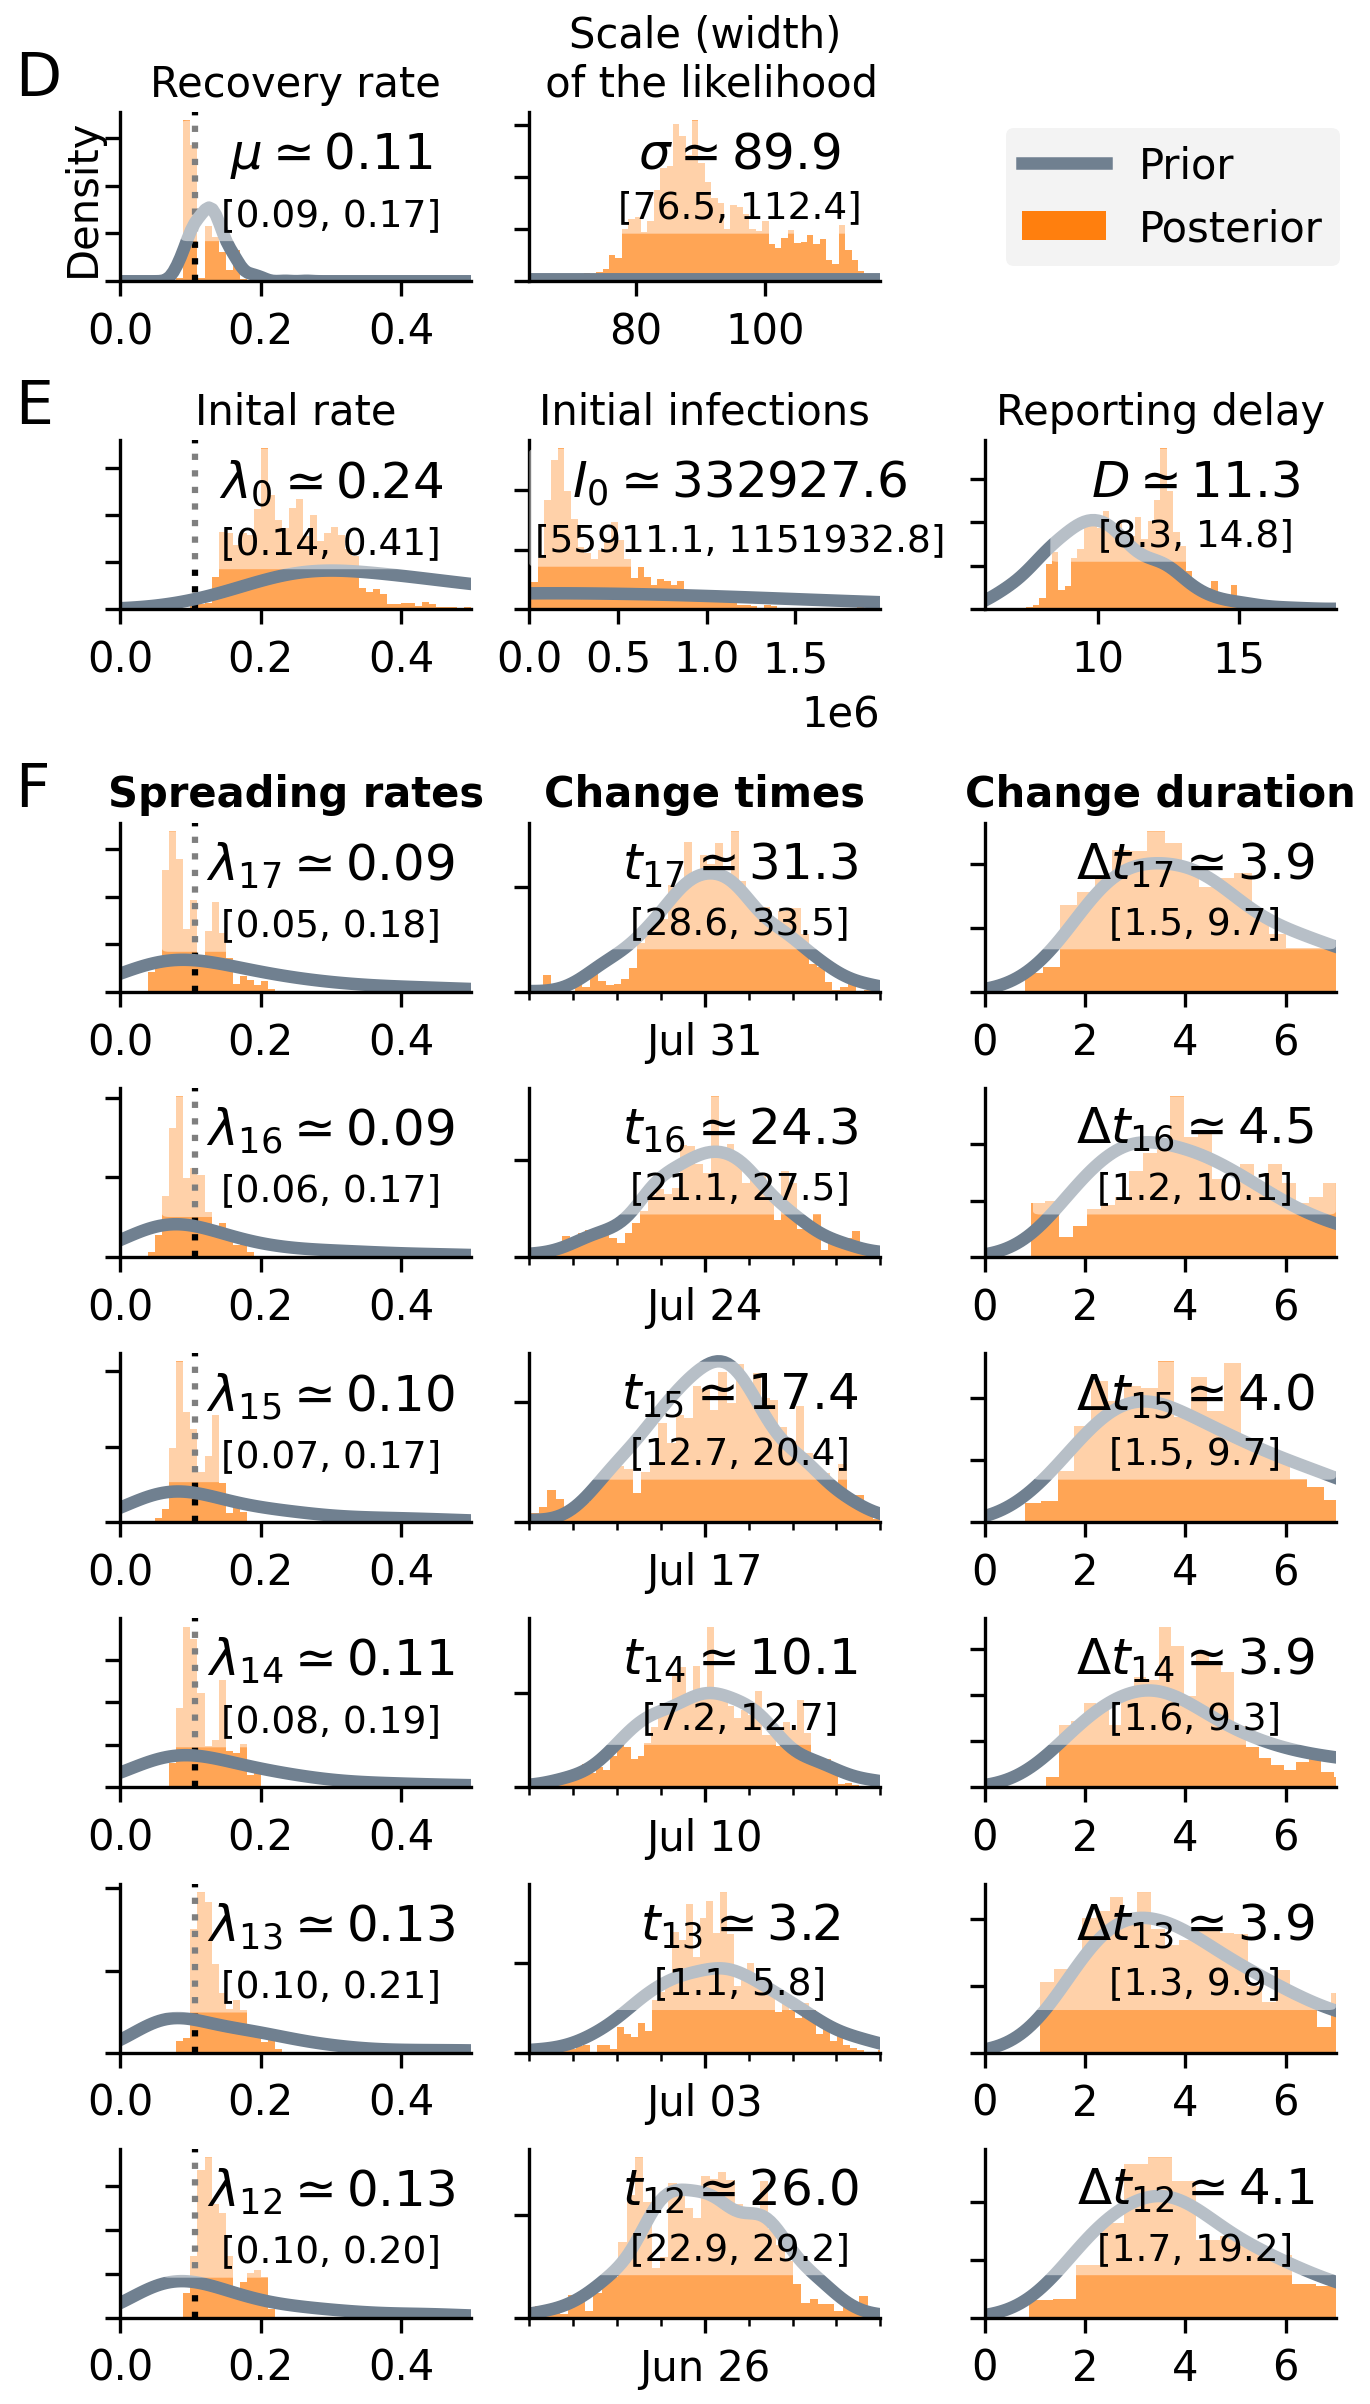 D
Recovery rate
Scale (width)
of the likelihood
Density
μ ≃ 0.11
[0.09, 0.17]
0.0 0.2 0.4
σ ≃ 89.9
[76.5, 112.4]
80 100
Prior
Posterior
E
Inital rate
λ0 ≃ 0.24
[0.14, 0.41]
0.0 0.2 0.4
Initial infections
I0 ≃ 332927.6
[55911.1, 1151932.8]
0.0 0.5 1.0 1.5
1e6
Reporting delay
D ≃ 11.3
[8.3, 14.8]
10 15
F
Spreading rates
Change times
Change duration
λ17 ≃ 0.09
[0.05, 0.18]
0.0 0.2 0.4
t17 ≃ 31.3
[28.6, 33.5]
Jul 31
Δt17 ≃ 3.9
[1.5, 9.7]
0 2 4 6
λ16 ≃ 0.09
[0.06, 0.17]
0.0 0.2 0.4
t16 ≃ 24.3
[21.1, 27.5]
Jul 24
Δt16 ≃ 4.5
[1.2, 10.1]
0 2 4 6
λ15 ≃ 0.10
[0.07, 0.17]
0.0 0.2 0.4
t15 ≃ 17.4
[12.7, 20.4]
Jul 17
Δt15 ≃ 4.0
[1.5, 9.7]
0 2 4 6
λ14 ≃ 0.11
[0.08, 0.19]
0.0 0.2 0.4
t14 ≃ 10.1
[7.2, 12.7]
Jul 10
Δt14 ≃ 3.9
[1.6, 9.3]
0 2 4 6
λ13 ≃ 0.13
[0.10, 0.21]
0.0 0.2 0.4
t13 ≃ 3.2
[1.1, 5.8]
Jul 03
Δt13 ≃ 3.9
[1.3, 9.9]
0 2 4 6
λ12 ≃ 0.13
[0.10, 0.20]
0.0 0.2 0.4
t12 ≃ 26.0
[22.9, 29.2]
Jun 26
Δt12 ≃ 4.1
[1.7, 19.2]
0 2 4 6